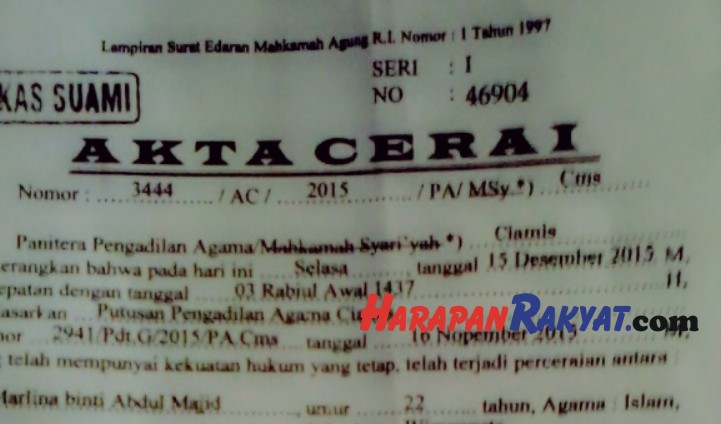 Lampiran Surat Edaran Mahkamah Agung R.I. Nomor : 1 Tahun 1997
SERI : I
NO : 46904
KAS SUAMI
AKTA CERAI
Nomor : 3444 / AC / 2015 / PA/ MSy *) Cms
Panitera Pengadilan Agama/Mahkamah Syari'yah *) Ciamis
erangkan bahwa pada hari ini Selasa tanggal 15 Desember 2015 M,
epatan dengan tanggal 03 Rabiul Awal 1437 H,
asarkan Putusan Pengadilan Agama
HARAPANRAKYAT.com
or 2941/Pdt.G/2015/PA.Cms tanggal 16 Nopember M,
telah mempunyai kekuatan hukum yang tetap, telah terjadi perceraian antara :
Marlina binti Abdul Majid umur 22 tahun, Agama Islam,